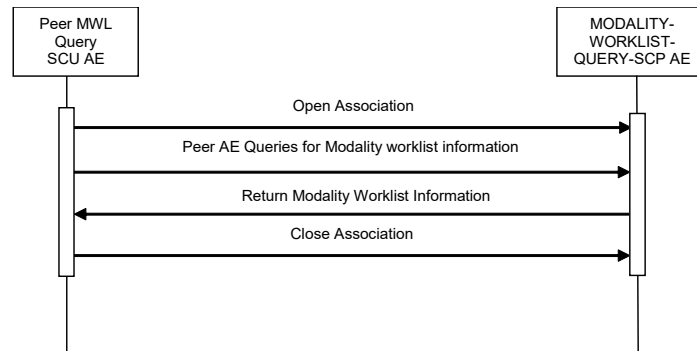 Peer MWL
Query
SCU AE
MODALITY-
WORKLIST-
QUERY-SCP AE
Open Association
Peer AE Queries for Modality worklist information
Return Modality Worklist Information
Close Association